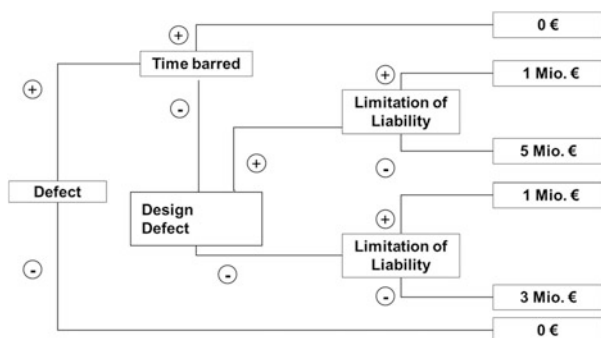 +
0 €
Time barred
+
+
1 Mio. €
-
Limitation of
Liability
+
-
5 Mio. €
Defect
Design
Defect
+
1 Mio. €
Limitation of
Liability
-
-
-
3 Mio. €
0 €